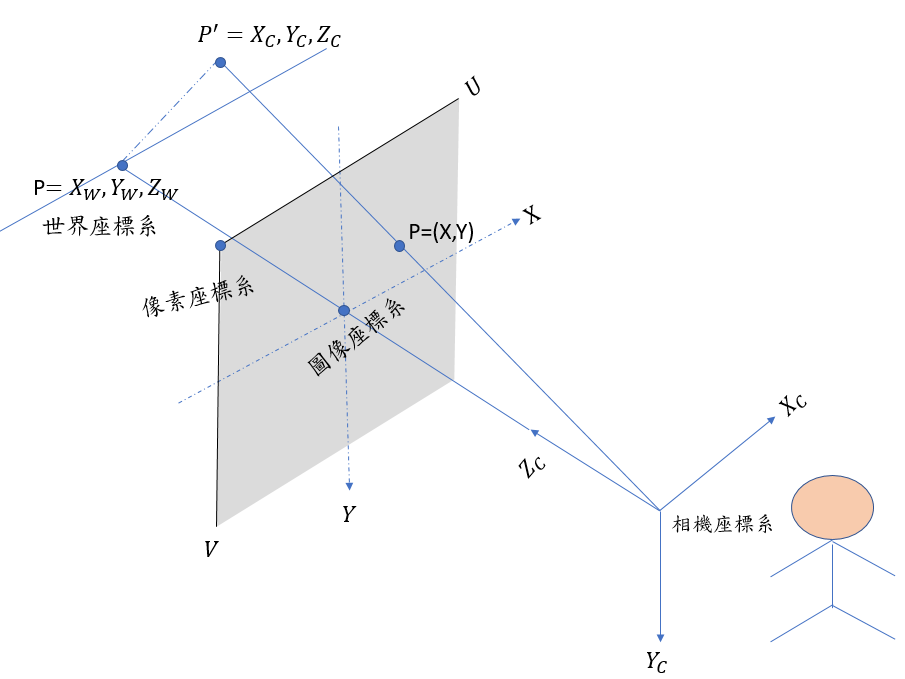 P′ = X_C, Y_C, Z_C
U
P= X_W, Y_W, Z_W
世界座標系
X
P=(X,Y)
像素座標系
圖像座標系
X_C
Z_C
Y
相機座標系
V
Y_C